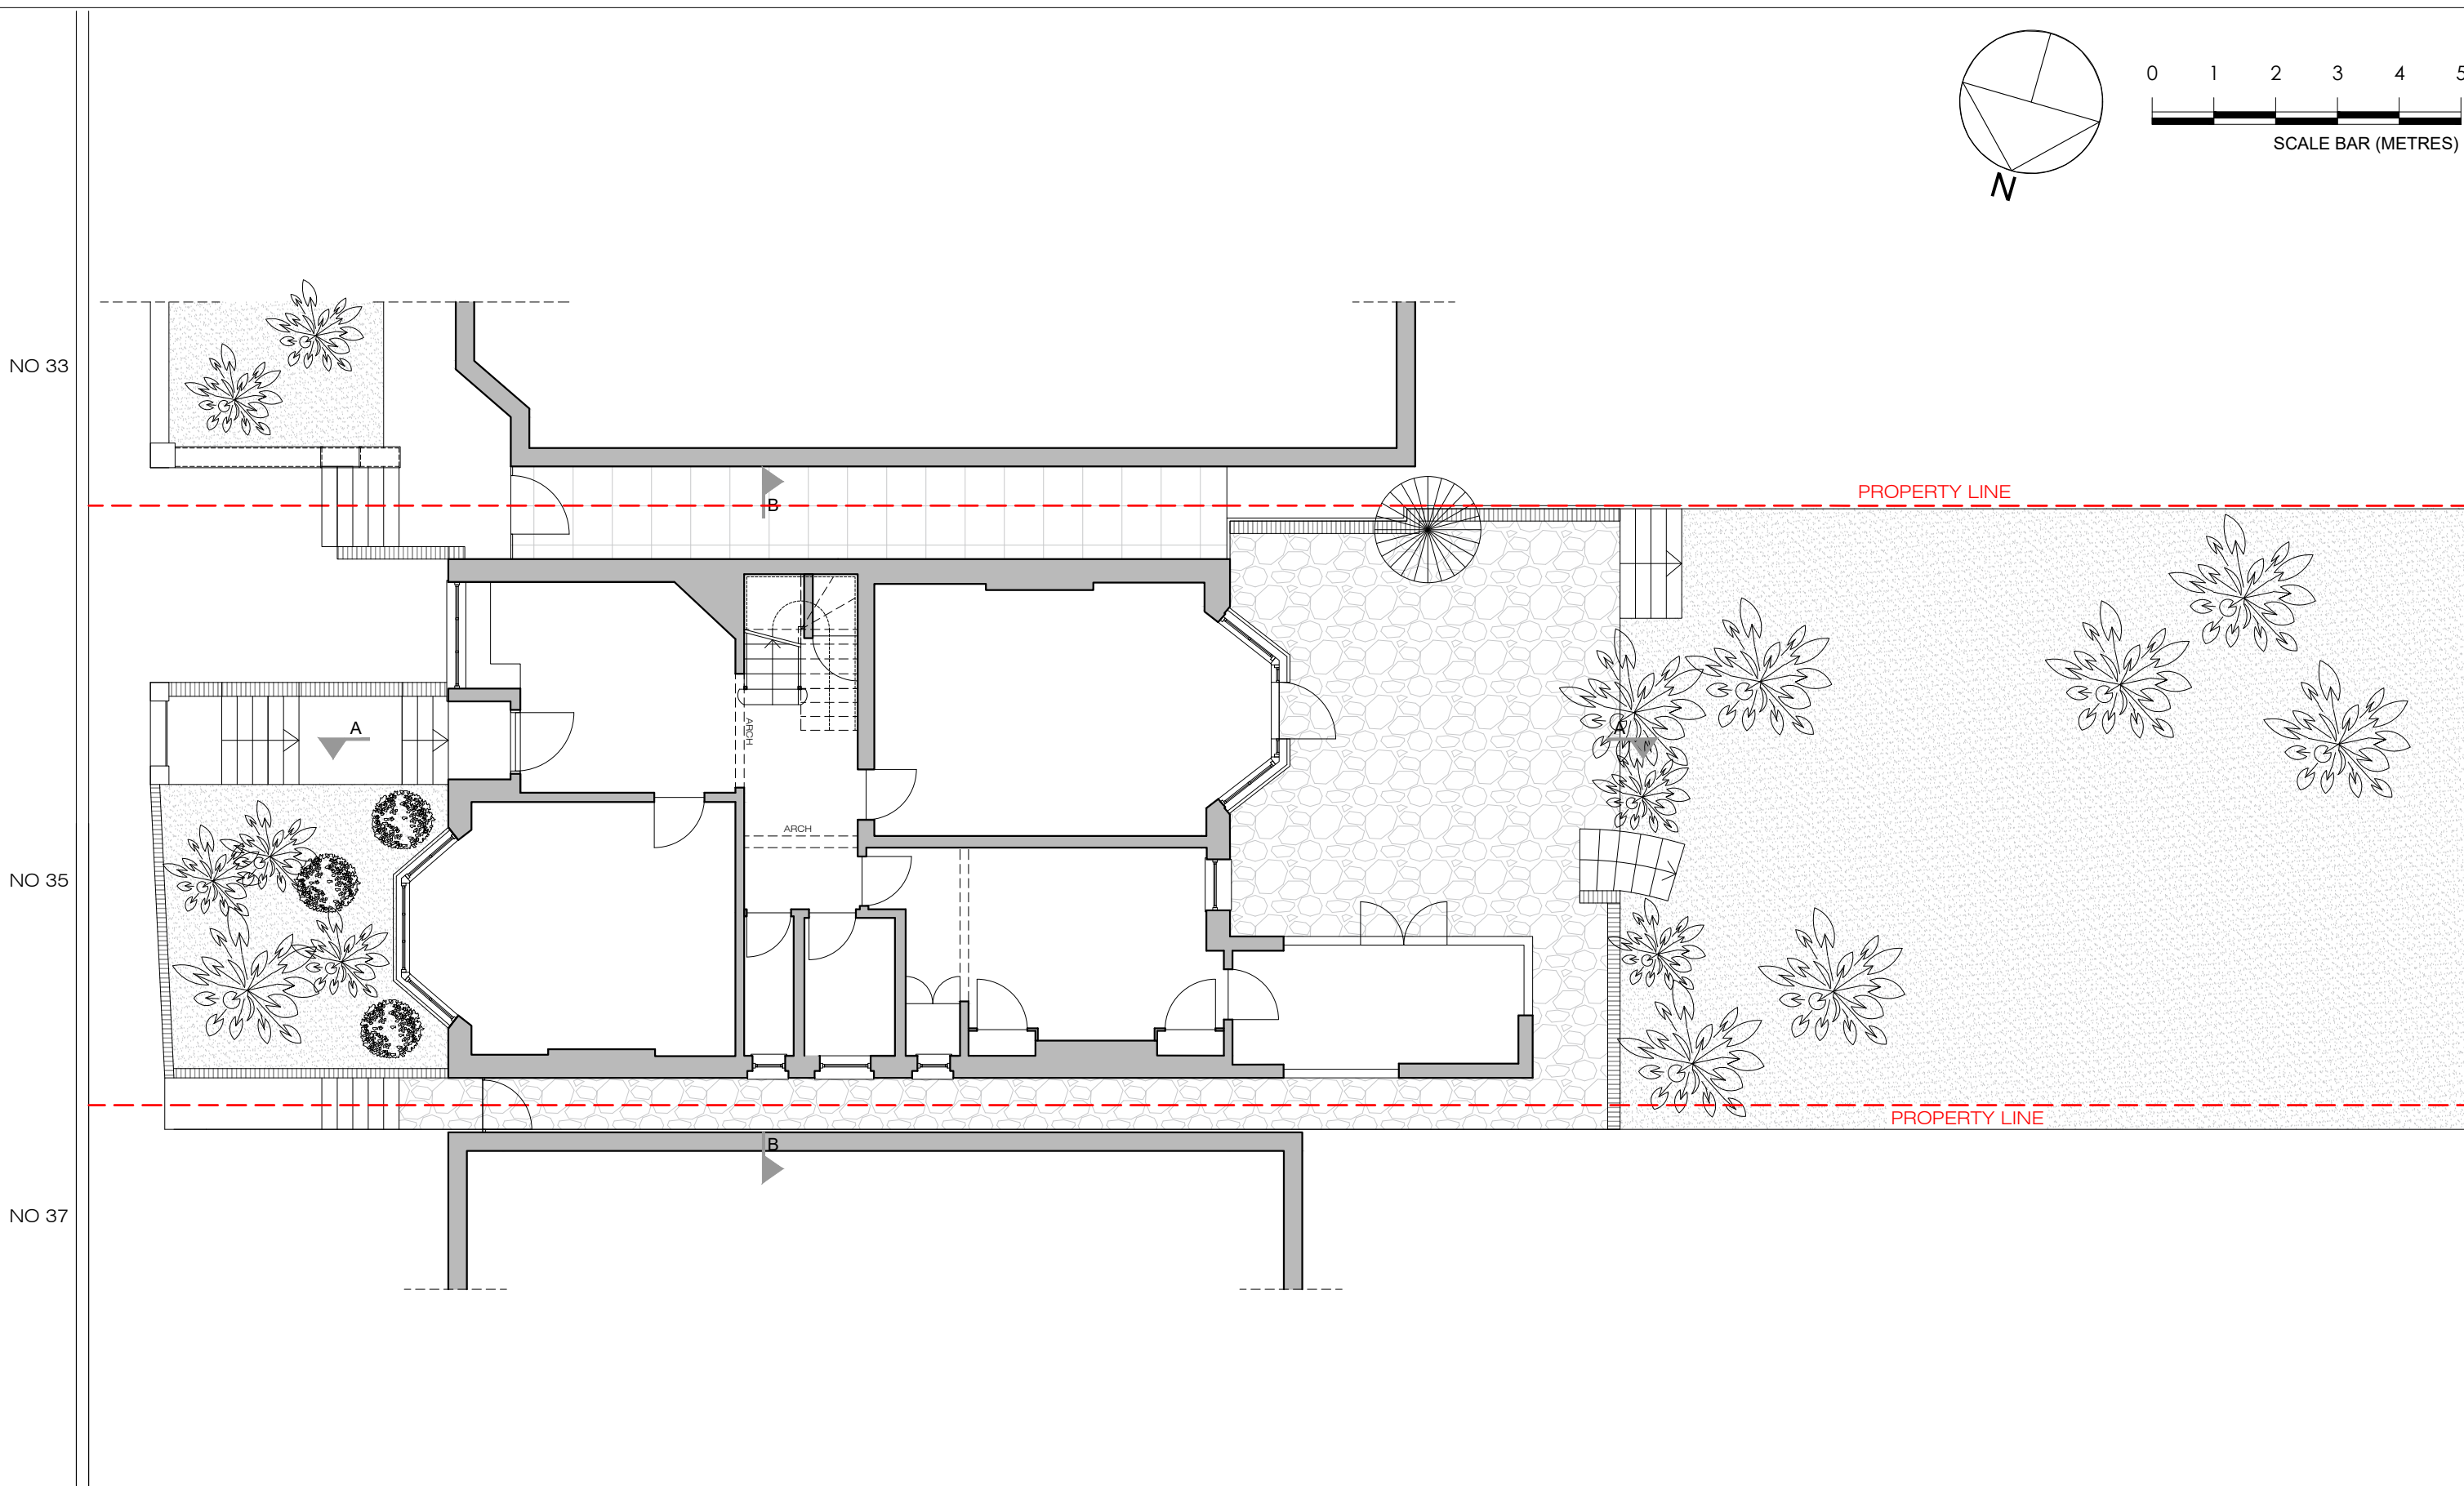 0 1 2 3 4 5
SCALE BAR (METRES)
N
NO 33
PROPERTY LINE
B
A
ARCH
A
ARCH
NO 35
PROPERTY LINE
B
NO 37